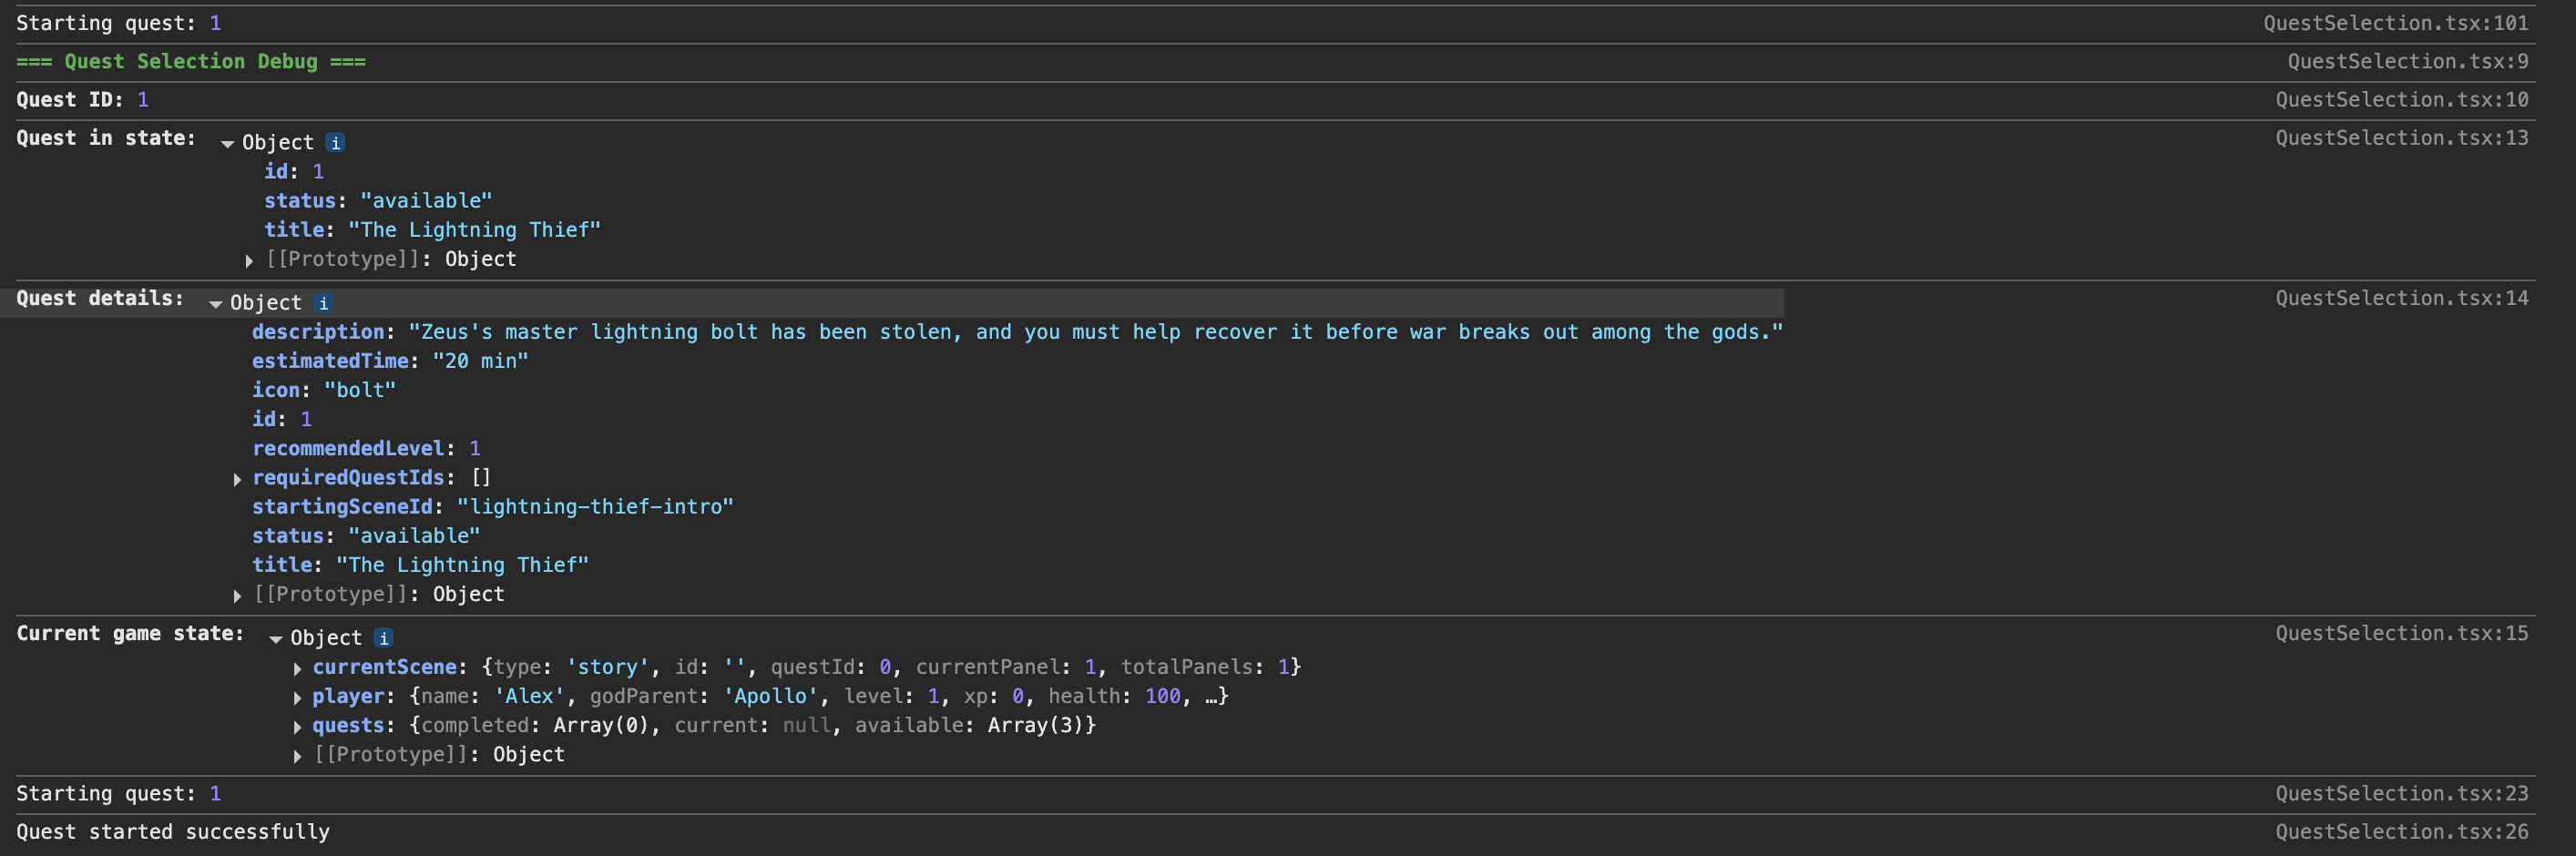 Starting quest: 1 QuestSelection.tsx:101
=== Quest Selection Debug === QuestSelection.tsx:9
Quest ID: 1 QuestSelection.tsx:10
Quest in state: ▼ Object i QuestSelection.tsx:13
id: 1
status: "available"
title: "The Lightning Thief"
▶ [[Prototype]]: Object
Quest details: ▼ Object i QuestSelection.tsx:14
description: "Zeus's master lightning bolt has been stolen, and you must help recover it before war breaks out among the gods."
estimatedTime: "20 min"
icon: "bolt"
id: 1
recommendedLevel: 1
▶ requiredQuestIds: []
startingSceneId: "lightning-thief-intro"
status: "available"
title: "The Lightning Thief"
▶ [[Prototype]]: Object
Current game state: ▼ Object i QuestSelection.tsx:15
▶ currentScene: {type: 'story', id: '', questId: 0, currentPanel: 1, totalPanels: 1}
▶ player: {name: 'Alex', godParent: 'Apollo', level: 1, xp: 0, health: 100, …}
▶ quests: {completed: Array(0), current: null, available: Array(3)}
▶ [[Prototype]]: Object
Starting quest: 1 QuestSelection.tsx:23
Quest started successfully QuestSelection.tsx:26